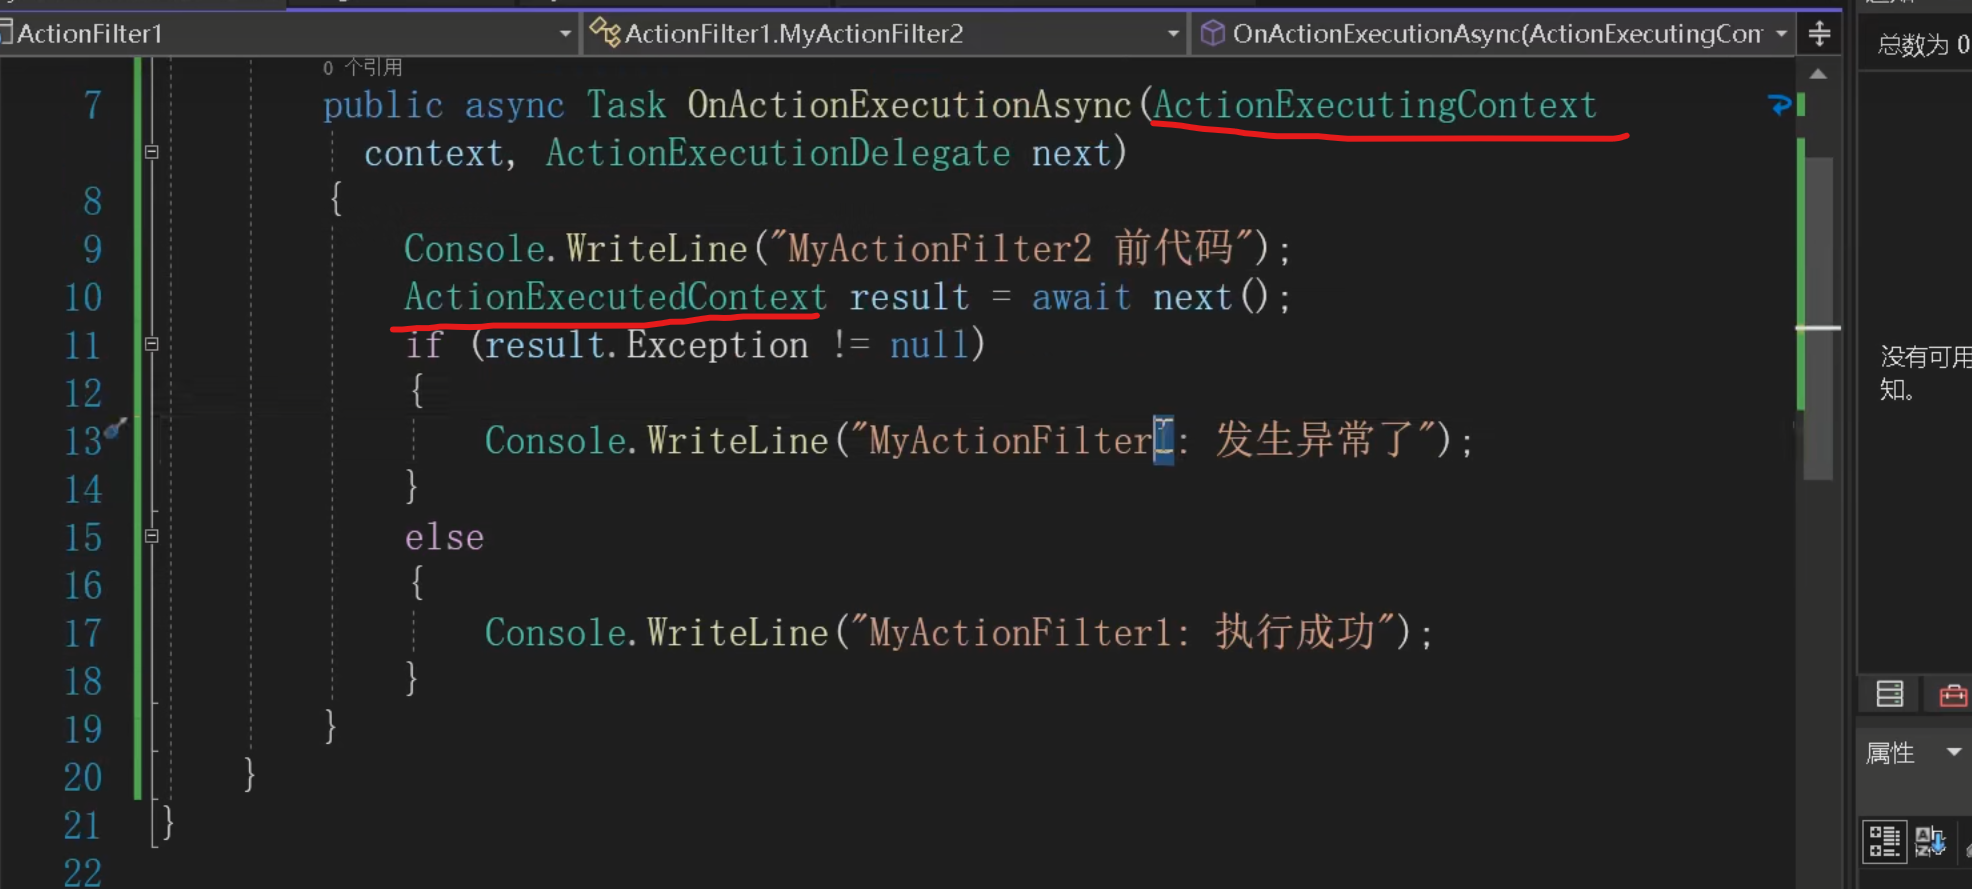 ActionFilter1
ActionFilter1.MyActionFilter2
OnActionExecutionAsync(ActionExecutingCon
总数为 0
0 个引用
7 public async Task OnActionExecutionAsync(ActionExecutingContext
context, ActionExecutionDelegate next)
8 {
9 Console.WriteLine("MyActionFilter2 前代码");
10 ActionExecutedContext result = await next();
11 if (result.Exception != null)
12 {
13 Console.WriteLine("MyActionFilter: 发生异常了");
14 }
15 else
16 {
17 Console.WriteLine("MyActionFilter1: 执行成功");
18 }
19 }
20 }
21 }
22
没有可用
知。
属性